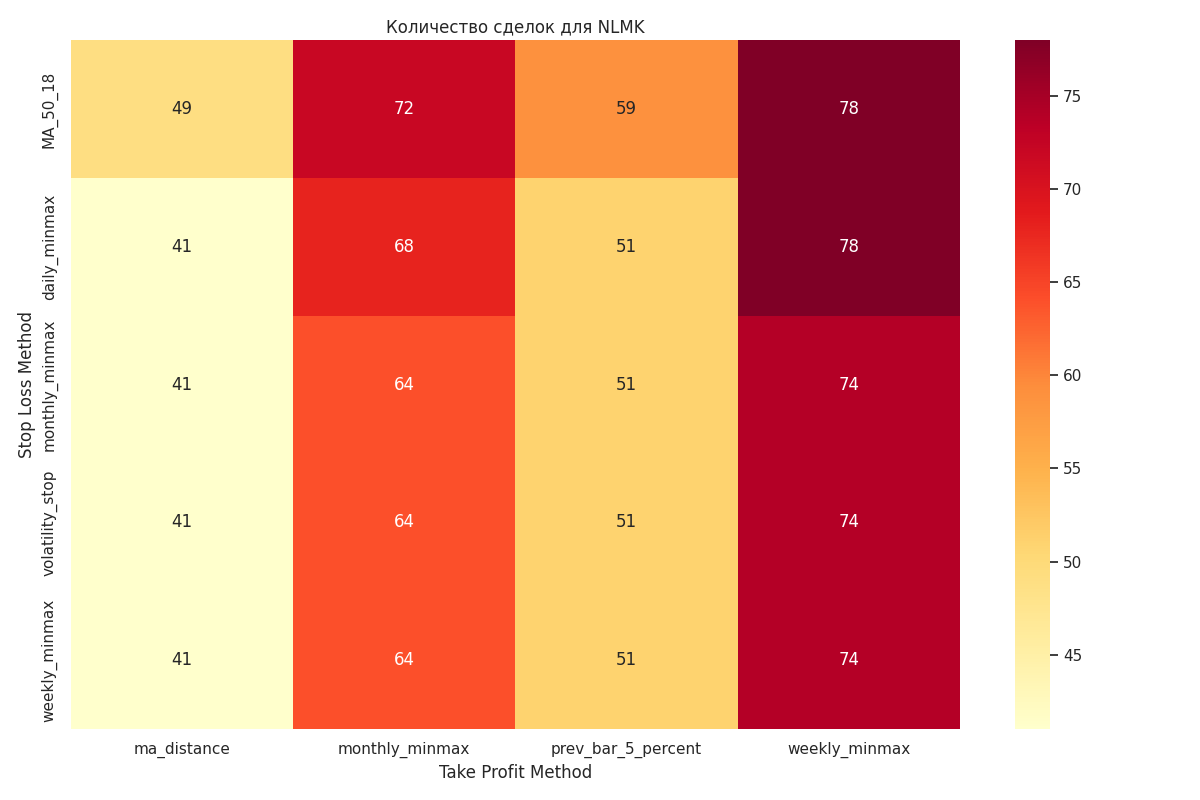 Количество сделок для NLMK
Stop Loss Method
MA_50_18
49 72 59 78
daily_minmax
41 68 51 78
monthly_minmax
41 64 51 74
volatility_stop
41 64 51 74
weekly_minmax
41 64 51 74
ma_distance monthly_minmax prev_bar_5_percent weekly_minmax
Take Profit Method
75
70
65
60
55
50
45